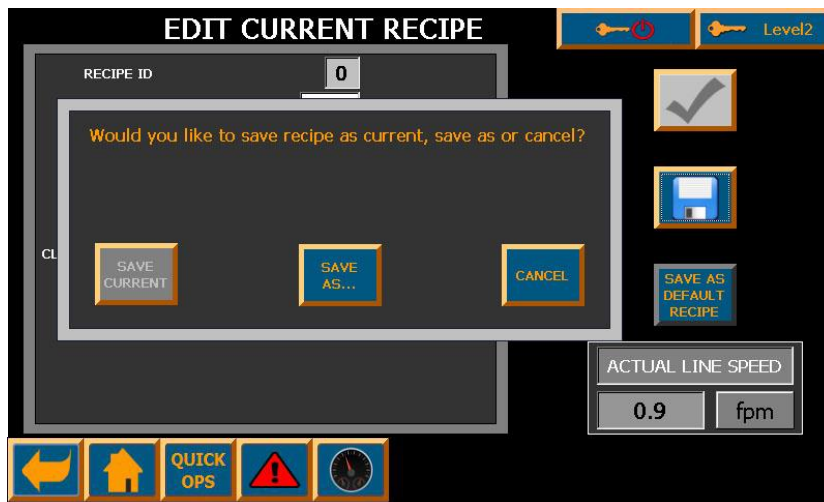 EDIT CURRENT RECIPE
Level2
RECIPE ID
0
Would you like to save recipe as current, save as or cancel?
CL
SAVE
CURRENT
SAVE
AS...
CANCEL
SAVE AS
DEFAULT
RECIPE
ACTUAL LINE SPEED
0.9
fpm
QUICK
OPS